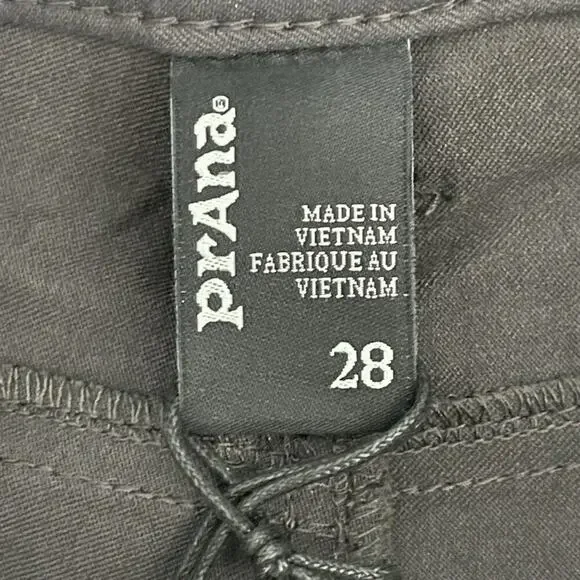 prAna®
MADE IN
VIETNAM
FABRIQUE AU
VIETNAM
28